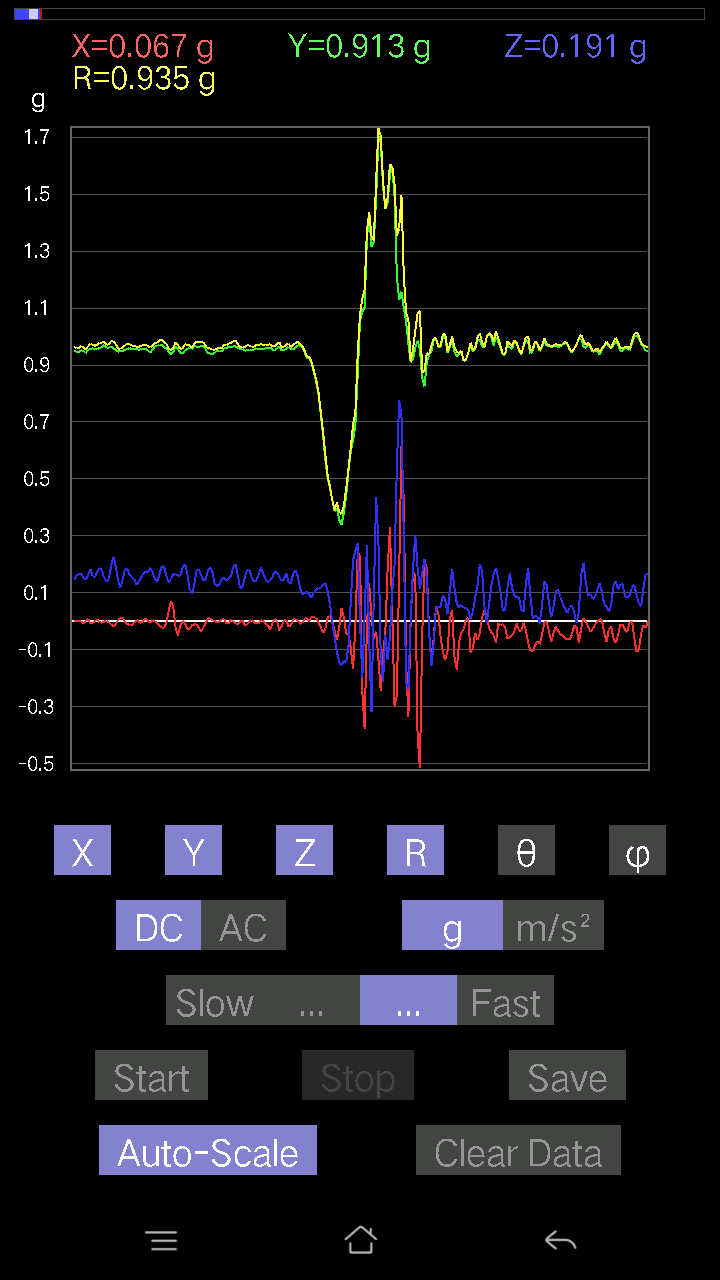 X=0.067 g Y=0.913 g Z=0.191 g
R=0.935 g
g
1.7
1.5
1.3
1.1
0.9
0.7
0.5
0.3
0.1
-0.1
-0.3
-0.5
X Y Z R θ φ
DC AC g m/s²
Slow ... ... Fast
Start Stop Save
Auto-Scale Clear Data